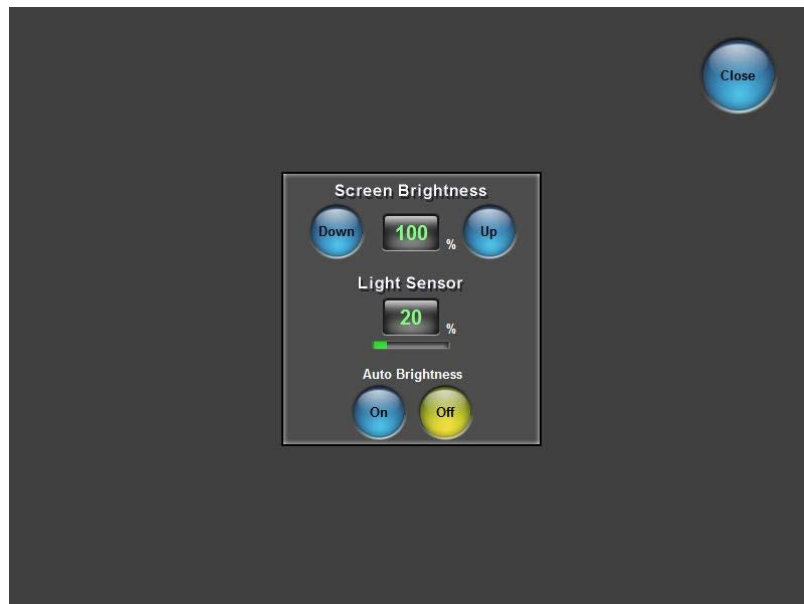 Close
Screen Brightness
Down 100 % Up
Light Sensor
20 %
Auto Brightness
On Off